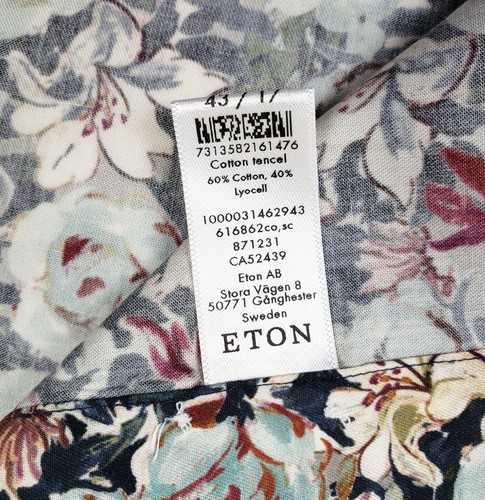 43 / 17
7313582161476
Cotton tencel
60% Cotton, 40%
Lyocell
1000031462943
616862co,sc
871231
CA52439
Eton AB
Stora Vägen 8
50771 Gånghester
Sweden
ETON